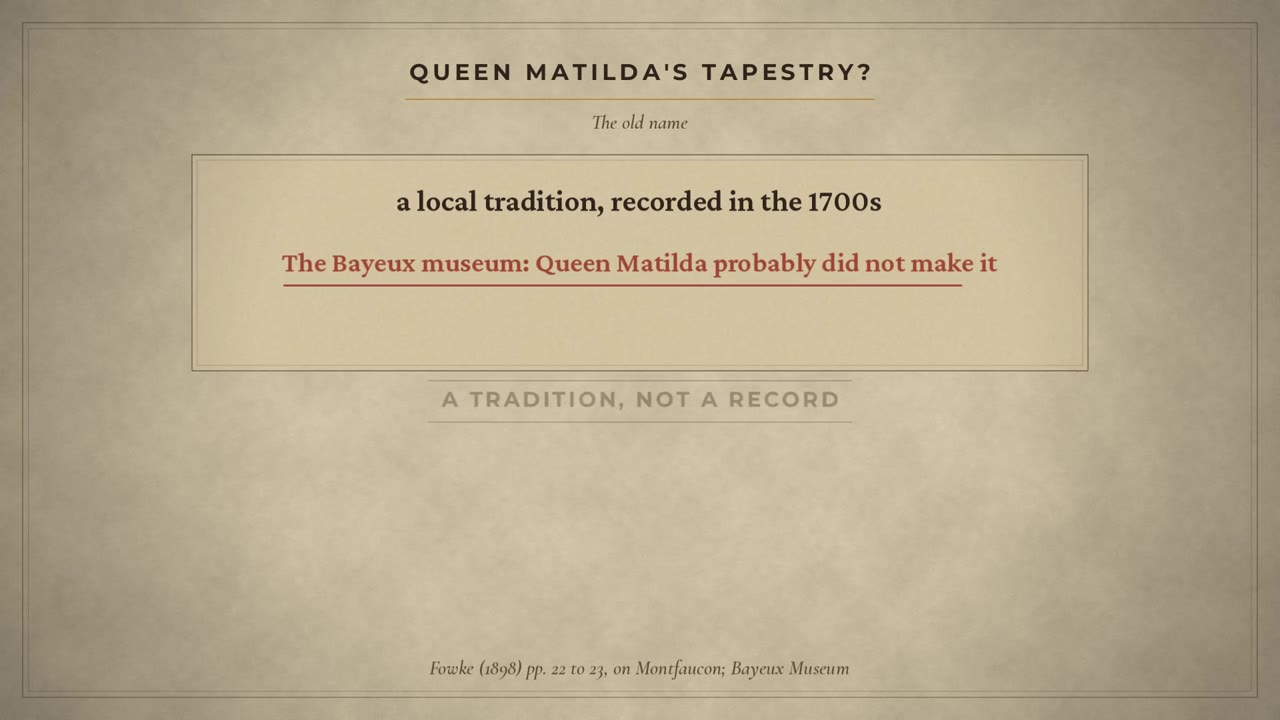 QUEEN MATILDA'S TAPESTRY?
The old name
a local tradition, recorded in the 1700s
The Bayeux museum: Queen Matilda probably did not make it
A TRADITION, NOT A RECORD
Fowke (1898) pp. 22 to 23, on Montfaucon; Bayeux Museum